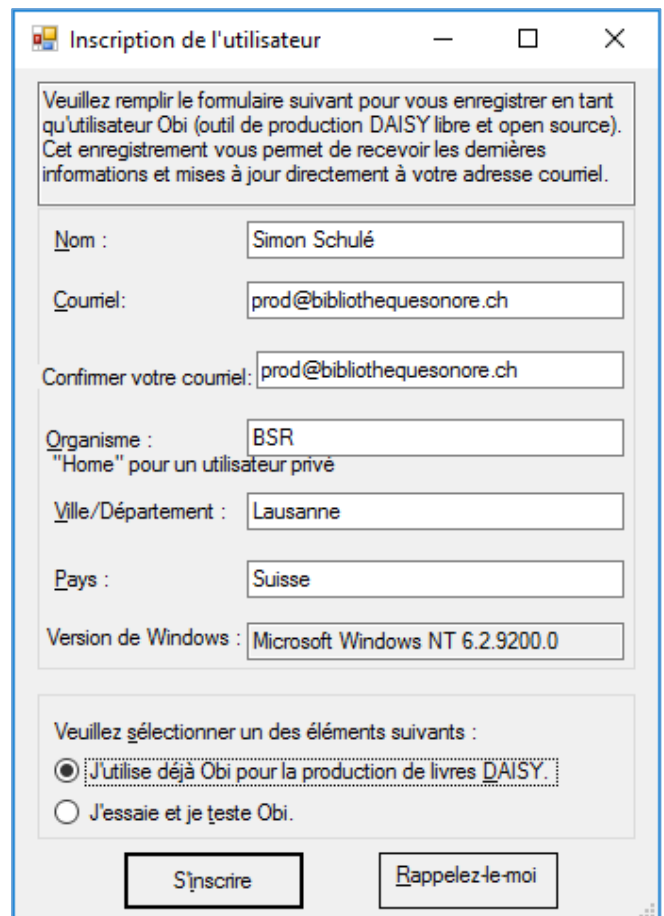 Inscription de l'utilisateur
Veuillez remplir le formulaire suivant pour vous enregistrer en tant
qu'utilisateur Obi (outil de production DAISY libre et open source).
Cet enregistrement vous permet de recevoir les dernières
informations et mises à jour directement à votre adresse courriel.
Nom : Simon Schulé
Courriel: prod@bibliothequesonore.ch
Confirmer votre courriel: prod@bibliothequesonore.ch
Organisme : BSR
"Home" pour un utilisateur privé
Ville/Département : Lausanne
Pays : Suisse
Version de Windows : Microsoft Windows NT 6.2.9200.0
Veuillez sélectionner un des éléments suivants :
J'utilise déjà Obi pour la production de livres DAISY.
J'essaie et je teste Obi.
S'inscrire Rappelez-le-moi